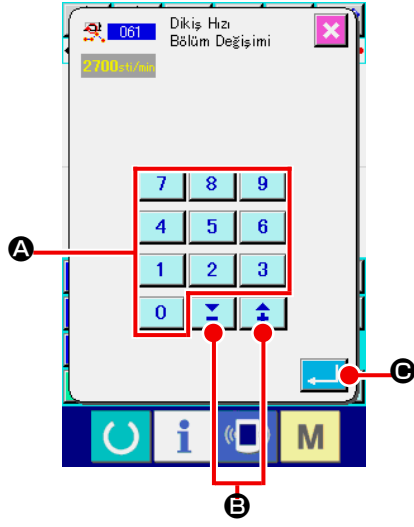 061
Dikiş Hızı
Bölüm Değişimi
2700sti/min
7 8 9
4 5 6
A
1 2 3
0
C
i M
B